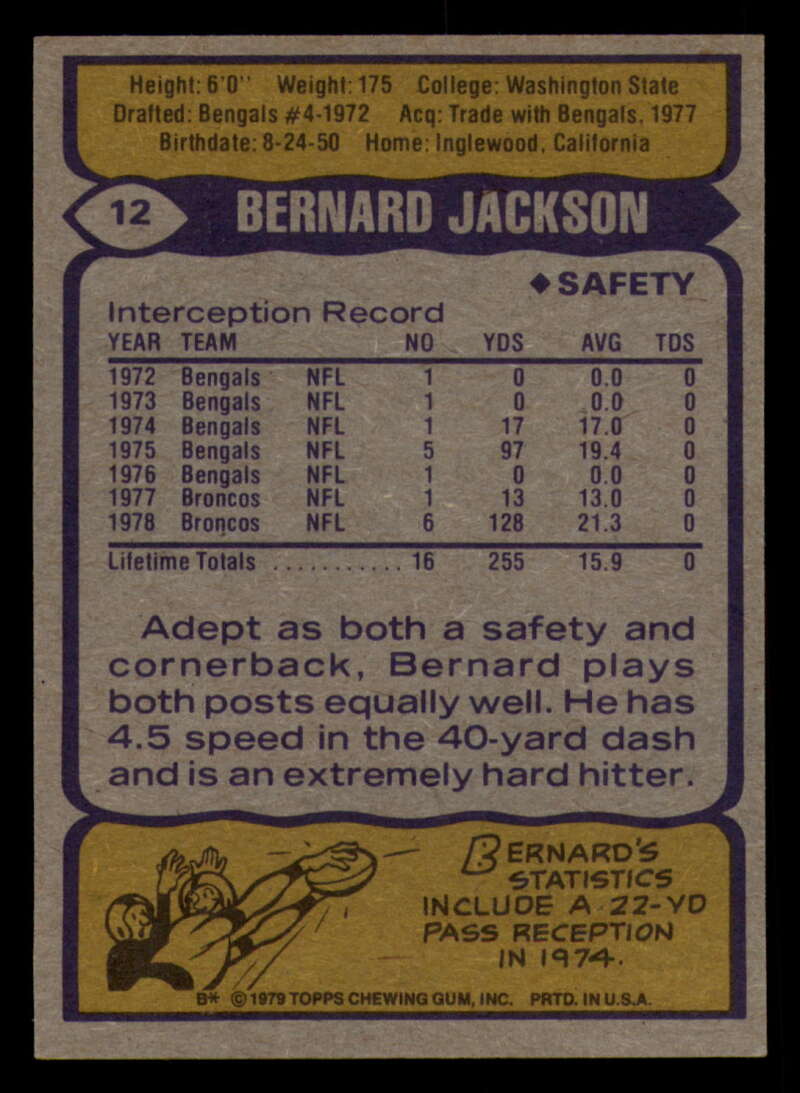 Height: 6'0" Weight: 175 College: Washington State
Drafted: Bengals #4-1972 Acq: Trade with Bengals, 1977
Birthdate: 8-24-50 Home: Inglewood, California
12 BERNARD JACKSON
◆ SAFETY
Interception Record
YEAR TEAM NO YDS AVG TDS
1972 Bengals NFL 1 0 0.0 0
1973 Bengals NFL 1 0 0.0 0
1974 Bengals NFL 1 17 17.0 0
1975 Bengals NFL 5 97 19.4 0
1976 Bengals NFL 1 0 0.0 0
1977 Broncos NFL 1 13 13.0 0
1978 Broncos NFL 6 128 21.3 0
Lifetime Totals ........... 16 255 15.9 0
Adept as both a safety and
cornerback, Bernard plays
both posts equally well. He has
4.5 speed in the 40-yard dash
and is an extremely hard hitter.
BERNARD'S
STATISTICS
INCLUDE A 22-YD
PASS RECEPTION
IN 1974.
B* © 1979 TOPPS CHEWING GUM, INC. PRTD. IN U.S.A.